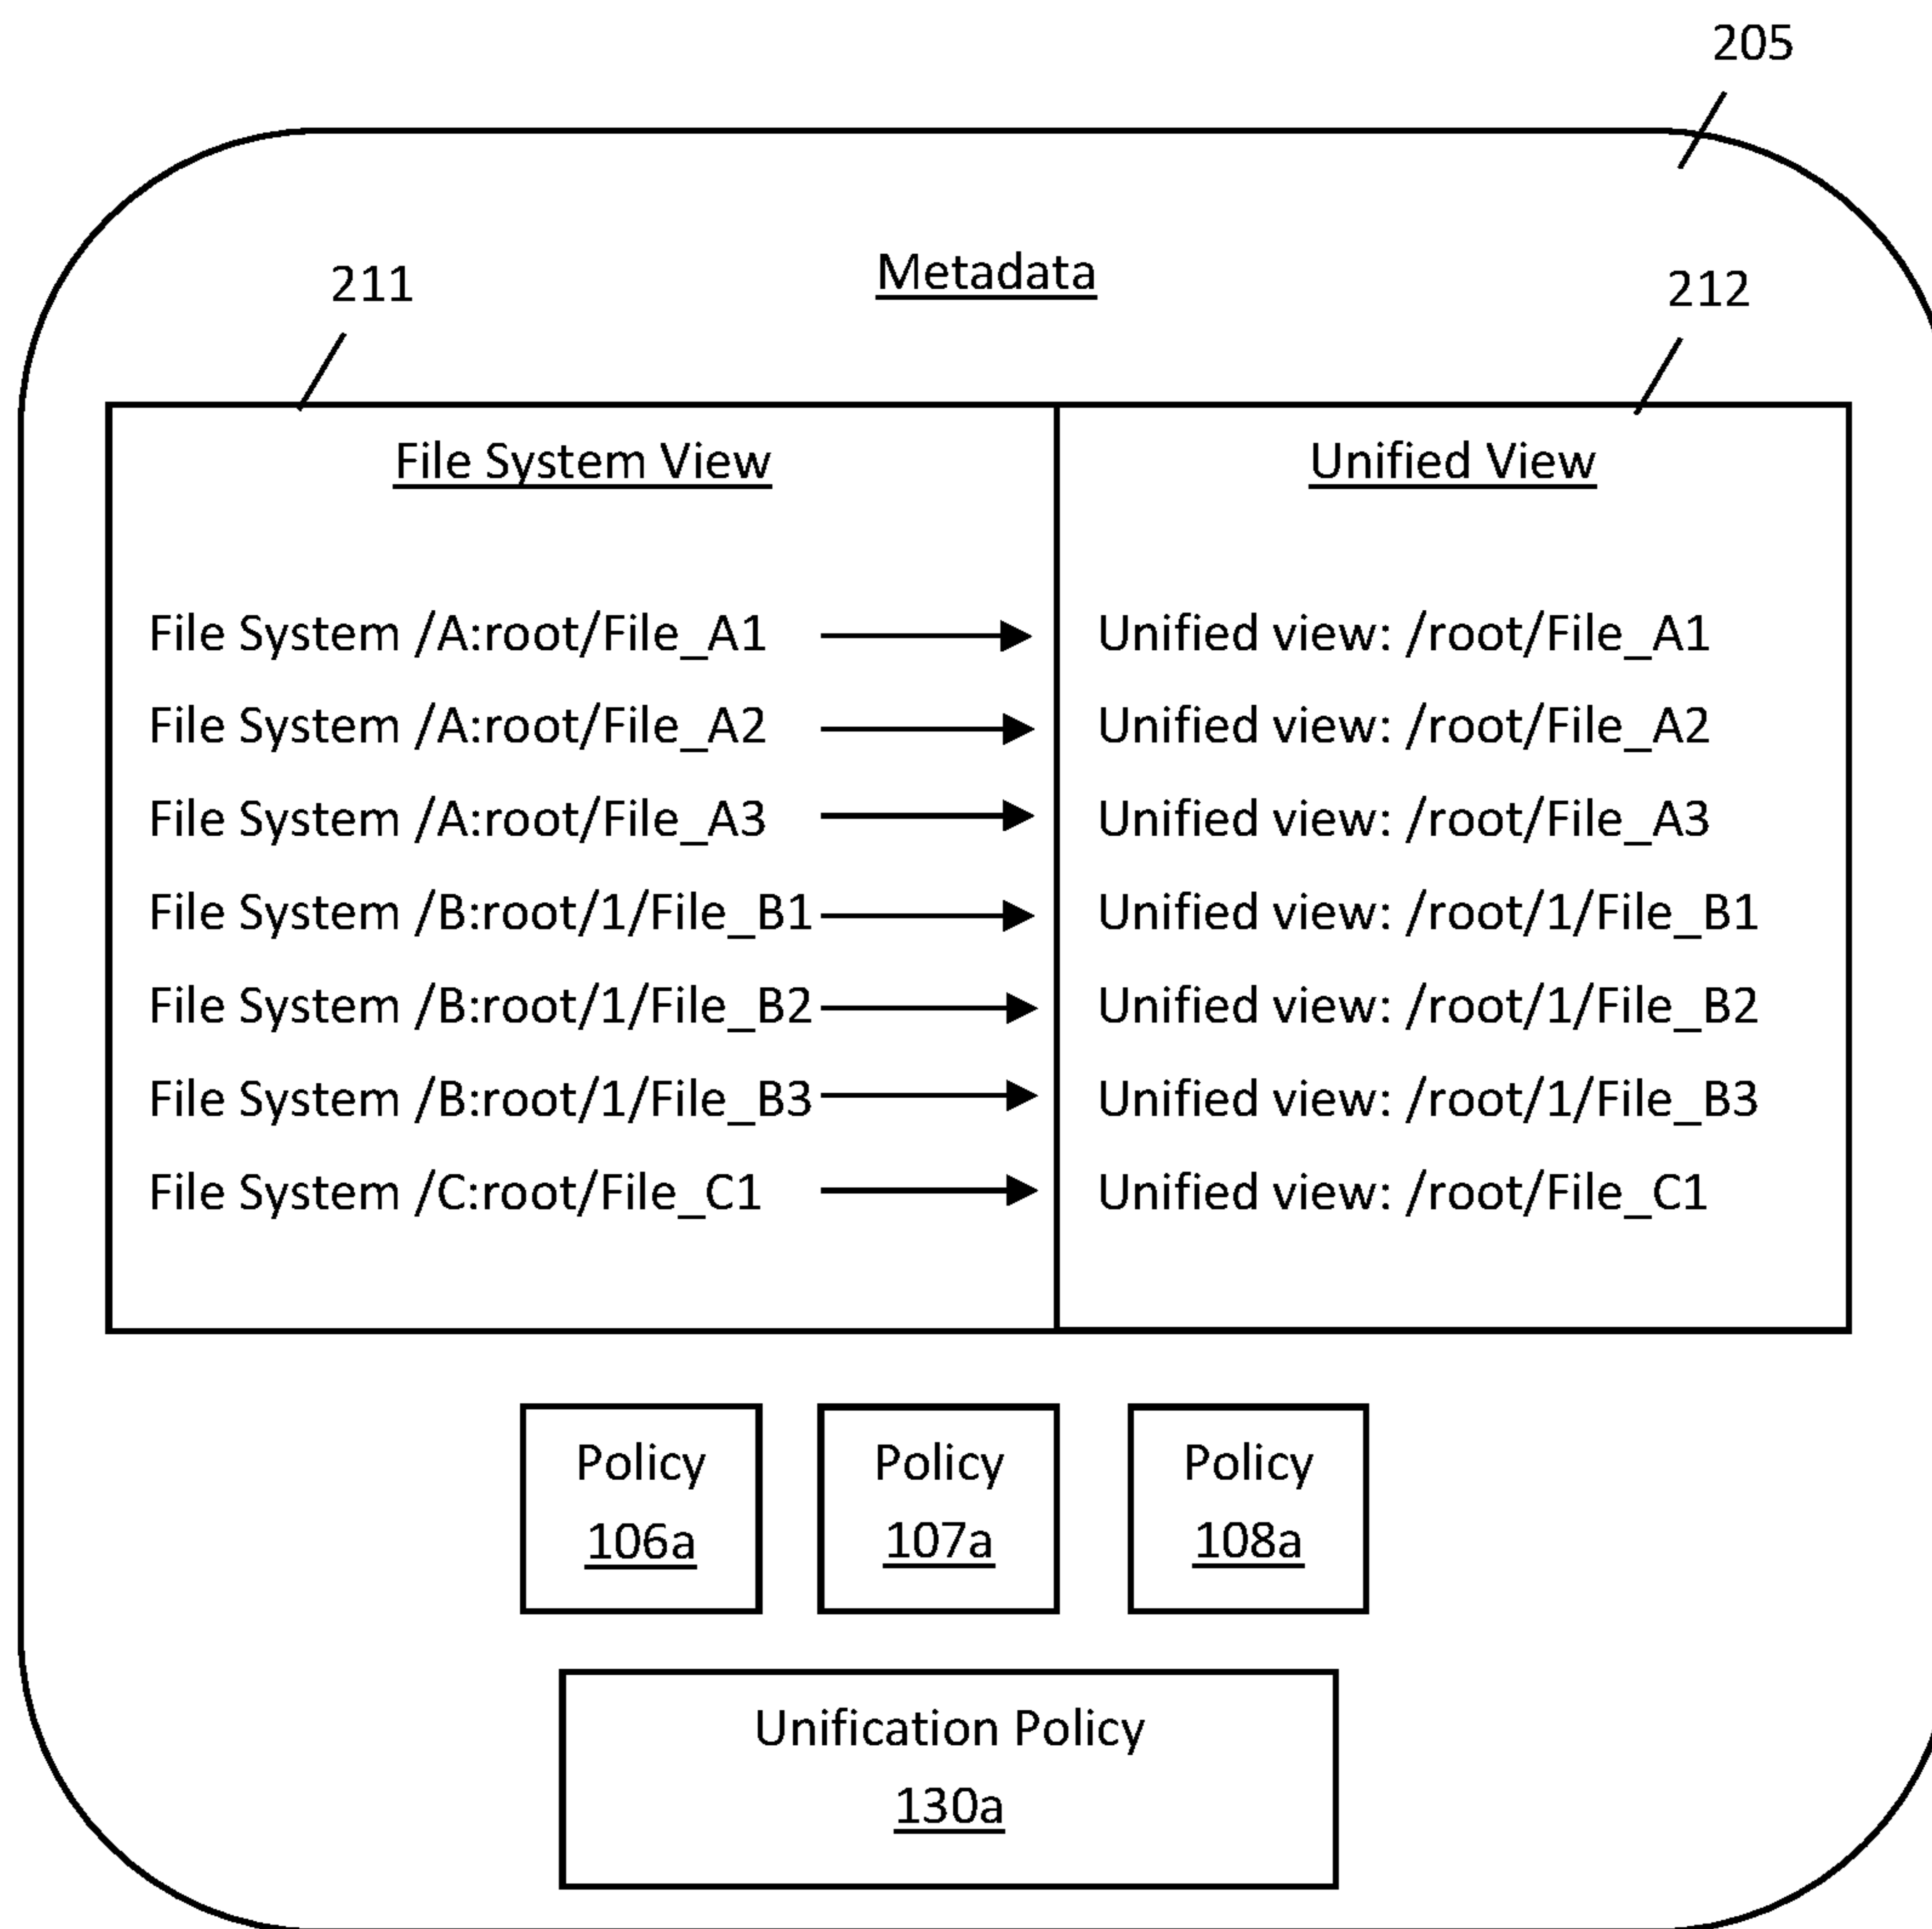 205
Metadata
211
212
File System View
Unified View
File System /A:root/File_A1
Unified view: /root/File_A1
File System /A:root/File_A2
Unified view: /root/File_A2
File System /A:root/File_A3
Unified view: /root/File_A3
File System /B:root/1/File_B1
Unified view: /root/1/File_B1
File System /B:root/1/File_B2
Unified view: /root/1/File_B2
File System /B:root/1/File_B3
Unified view: /root/1/File_B3
File System /C:root/File_C1
Unified view: /root/File_C1
Policy
106a
Policy
107a
Policy
108a
Unification Policy
130a